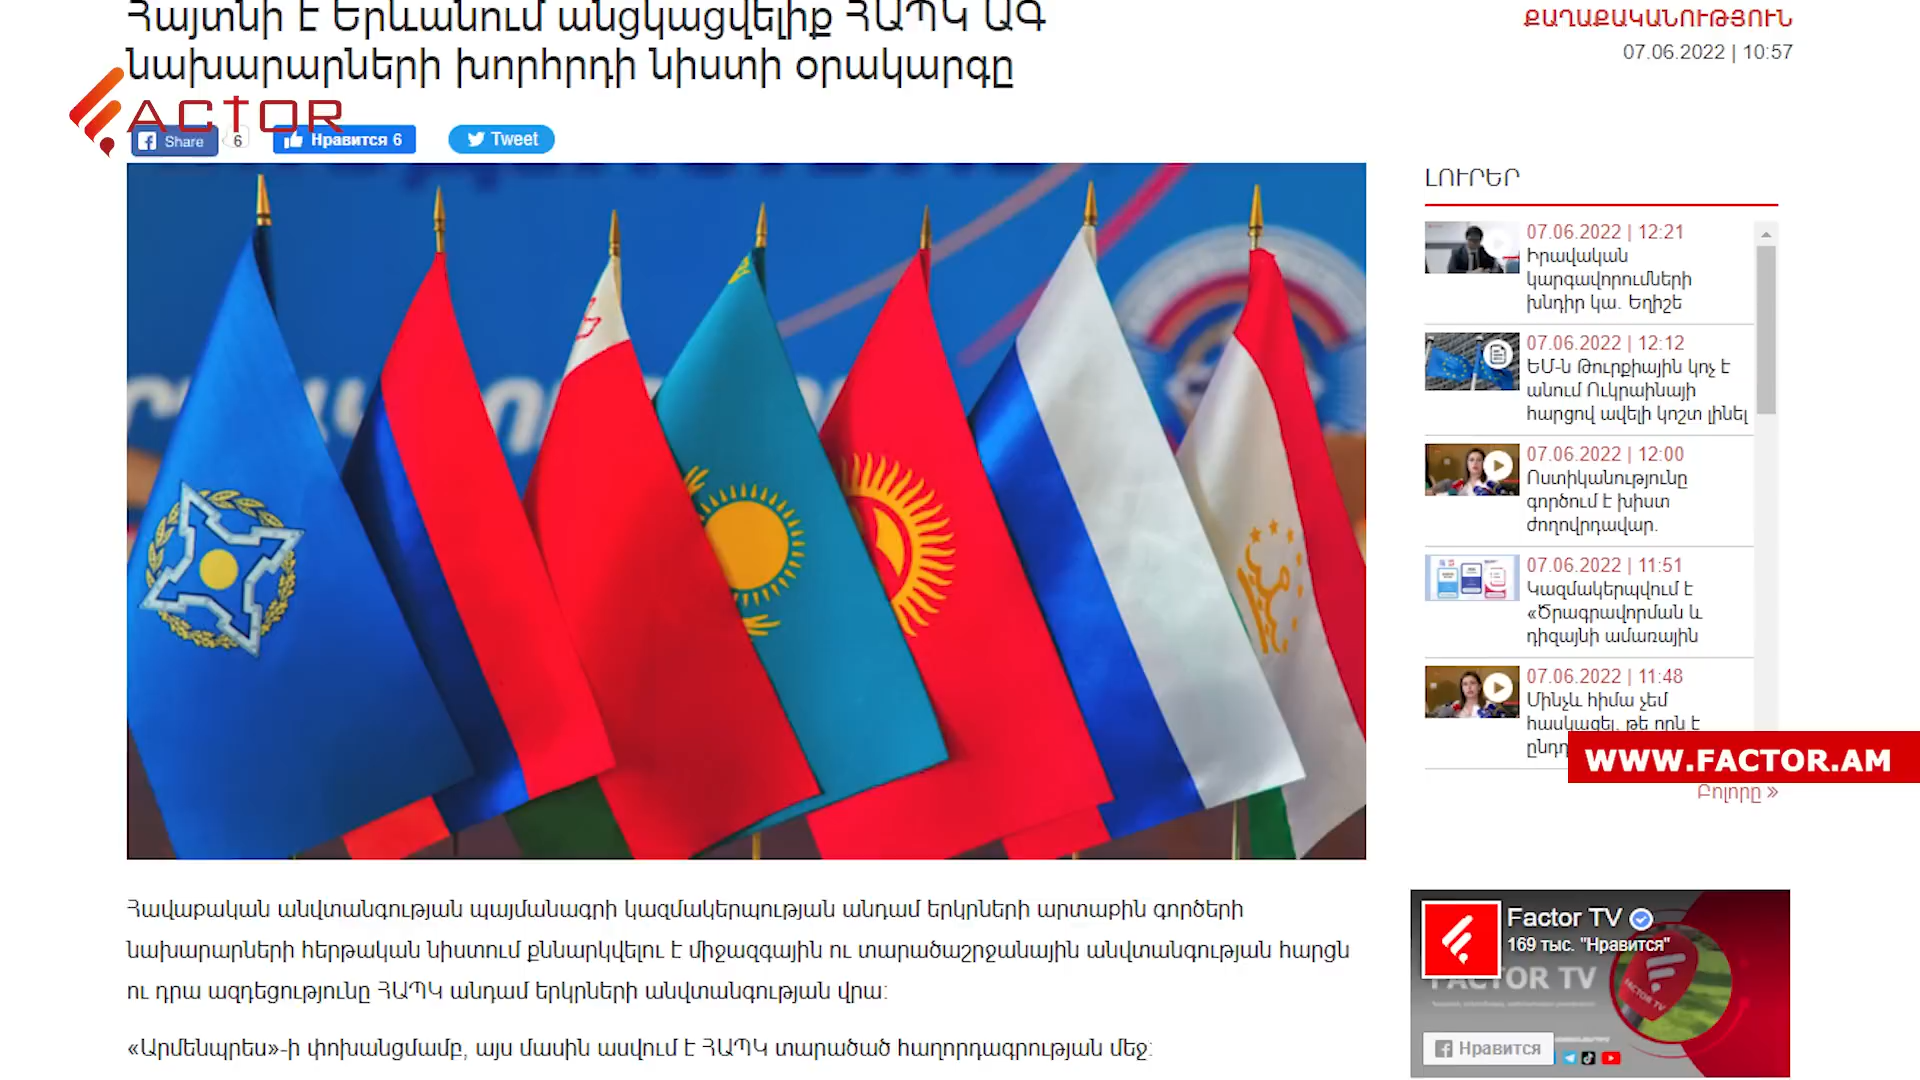 Հայտնի է Երևանում անցկացվելիք ՀԱՊԿ ԱԳ
նախարարների խորհրդի նիստի օրակարգը
FACTOR
Share 6
Нравится 6
Tweet
ՔԱՂԱՔԱԿԱՆՈՒԹՅՈՒՆ
07.06.2022 | 10:57
ԼՈՒՐԵՐ
07.06.2022 | 12:21
Իրավական
կարգավորումների
խնդիր կա. Եղիշե
07.06.2022 | 12:12
ԵՄ-ն Թուրքիային կոչ է
անում Ուկրաինայի
հարցով ավելի կոշտ լինել
07.06.2022 | 12:00
Ոստիկանությունը
գործում է խիստ
ժողովրդավար.
07.06.2022 | 11:51
Կազմակերպվում է
«Ծրագրավորման և
դիզայնի ամառային
07.06.2022 | 11:48
Մինչև հիմա չեմ
հասկացել, թե որն է
WWW.FACTOR.AM
Բոլորը »
Հավաքական անվտանգության պայմանագրի կազմակերպության անդամ երկրների արտաքին գործերի
նախարարների հերթական նիստում քննարկվելու է միջազգային ու տարածաշրջանային անվտանգության հարցն
ու դրա ազդեցությունը ՀԱՊԿ անդամ երկրների անվտանգության վրա:
«Արմենպրես»-ի փոխանցմամբ, այս մասին ասվում է ՀԱՊԿ տարածած հաղորդագրության մեջ:
Factor TV
169 тыс. "Нравится"
FACTOR TV
FACTOR TV
Нравится